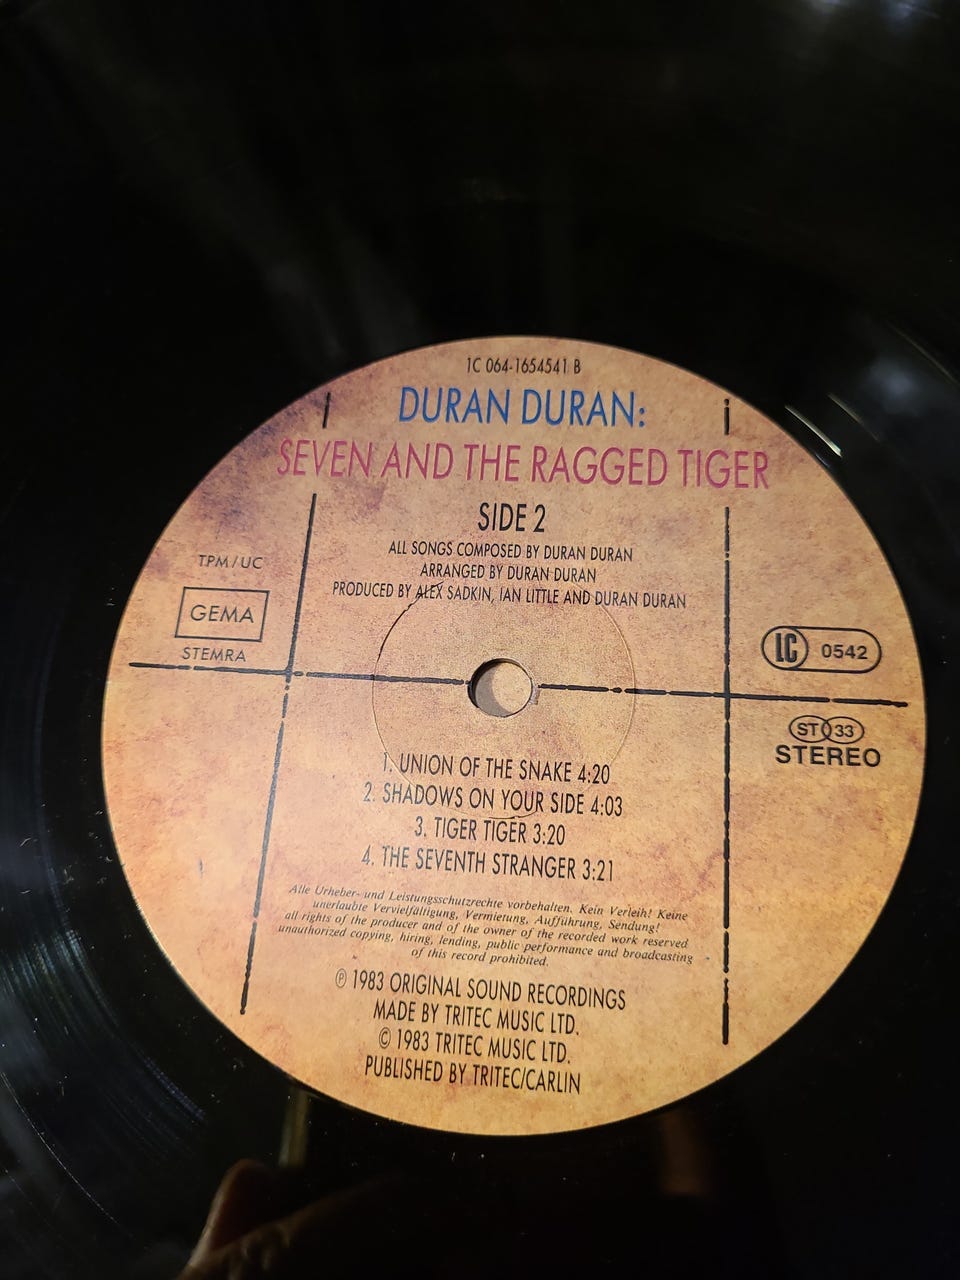 1C 064-1654541 B
DURAN DURAN:
SEVEN AND THE RAGGED TIGER
SIDE 2
ALL SONGS COMPOSED BY DURAN DURAN
ARRANGED BY DURAN DURAN
PRODUCED BY ALEX SADKIN, IAN LITTLE AND DURAN DURAN
TPM/UC
GEMA
STEMRA
LC 0542
ST 33
STEREO
1. UNION OF THE SNAKE 4:20
2. SHADOWS ON YOUR SIDE 4:03
3. TIGER TIGER 3:20
4. THE SEVENTH STRANGER 3:21
Alle Urheber- und Leistungsschutzrechte vorbehalten. Kein Verleih! Keine
unerlaubte Vervielfältigung, Vermietung, Aufführung, Sendung!
all rights of the producer and of the owner of the recorded work reserved
unauthorized copying, hiring, lending, public performance and broadcasting
of this record prohibited.
℗ 1983 ORIGINAL SOUND RECORDINGS
MADE BY TRITEC MUSIC LTD.
© 1983 TRITEC MUSIC LTD.
PUBLISHED BY TRITEC/CARLIN